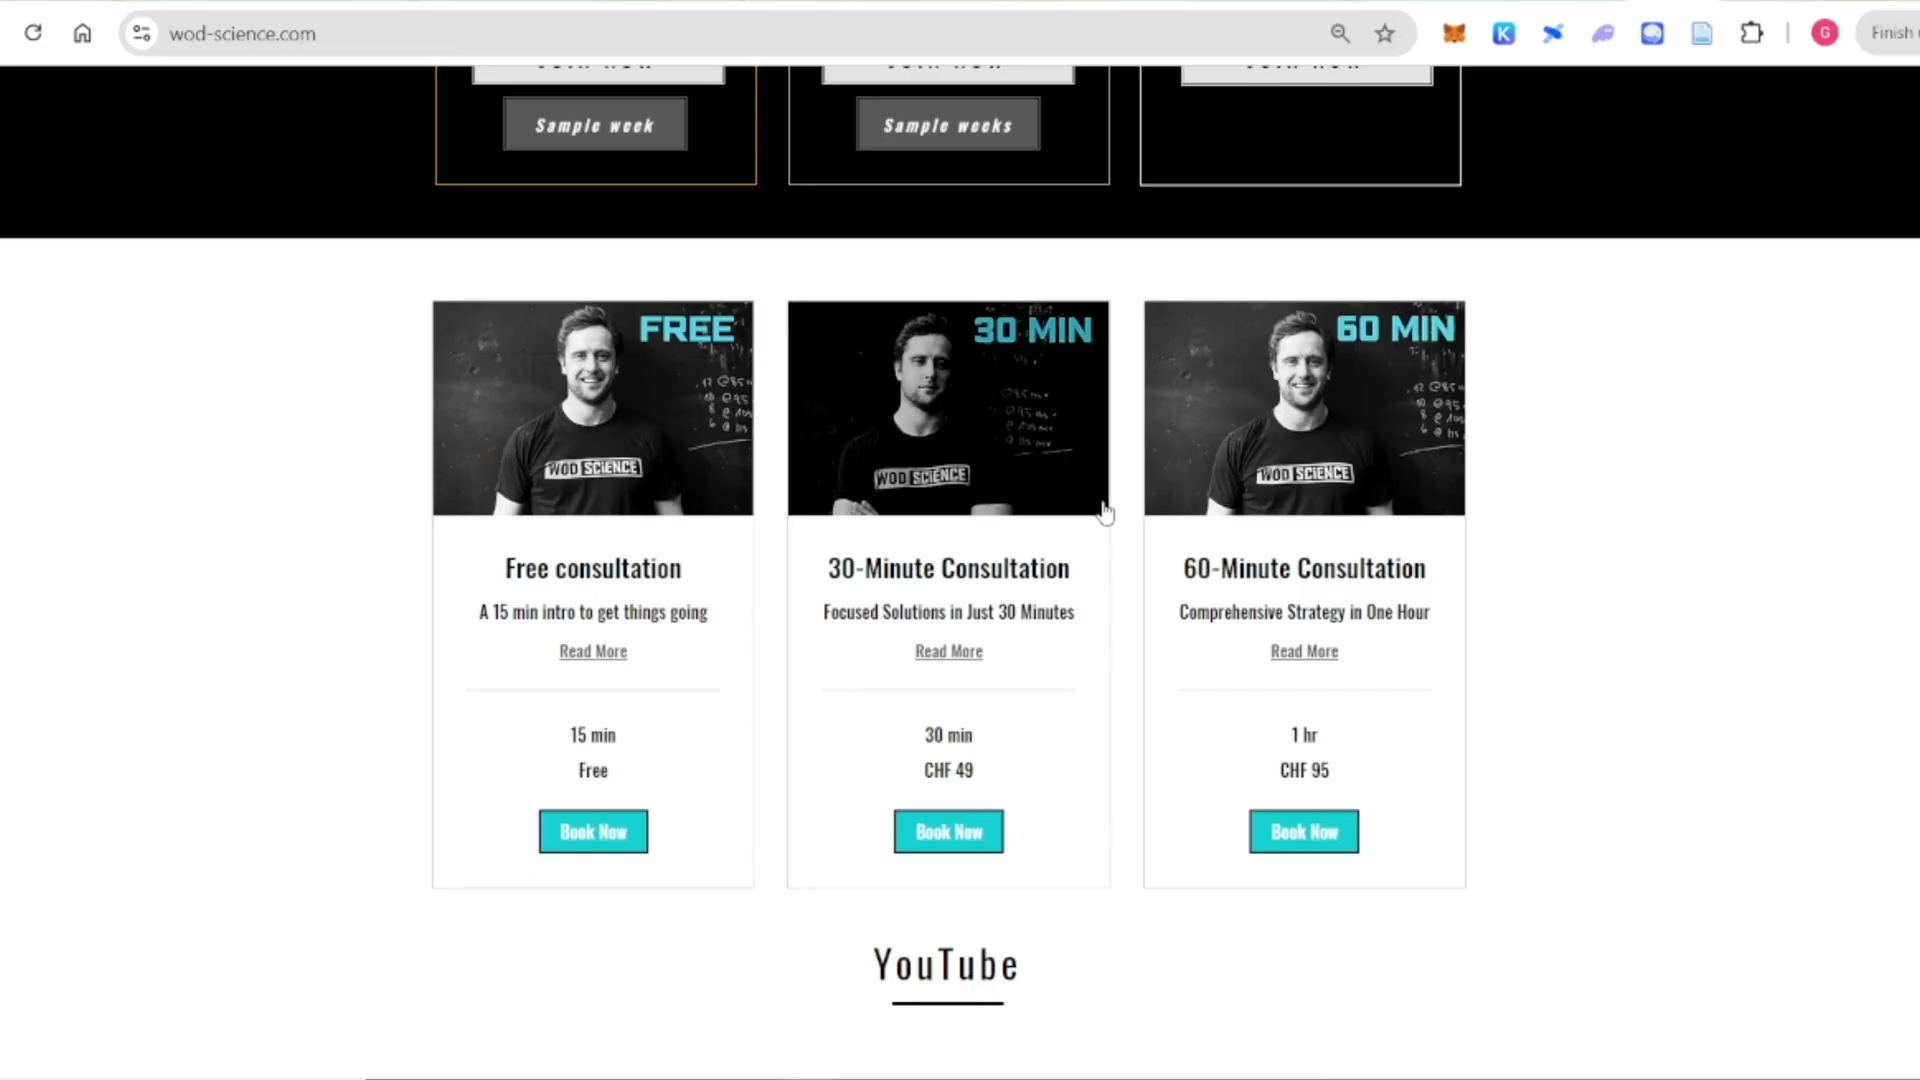 wod-science.com
G
Finish
K
Sample week
Sample weeks
FREE
30 MIN
60 MIN
WOD SCIENCE
WOD SCIENCE
WOD SCIENCE
Free consultation
A 15 min intro to get things going
Read More
15 min
Free
Book Now
30-Minute Consultation
Focused Solutions in Just 30 Minutes
Read More
30 min
CHF 49
Book Now
60-Minute Consultation
Comprehensive Strategy in One Hour
Read More
1 hr
CHF 95
Book Now
YouTube